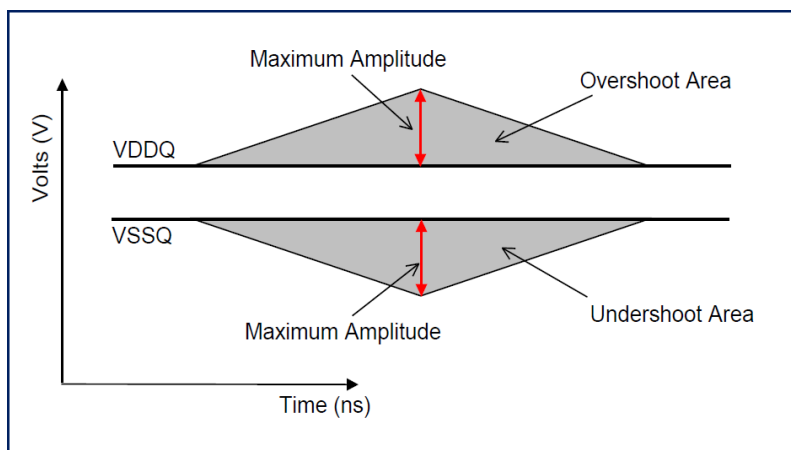 Maximum Amplitude
Overshoot Area
Volts (V)
VDDQ
VSSQ
Maximum Amplitude
Undershoot Area
Time (ns)